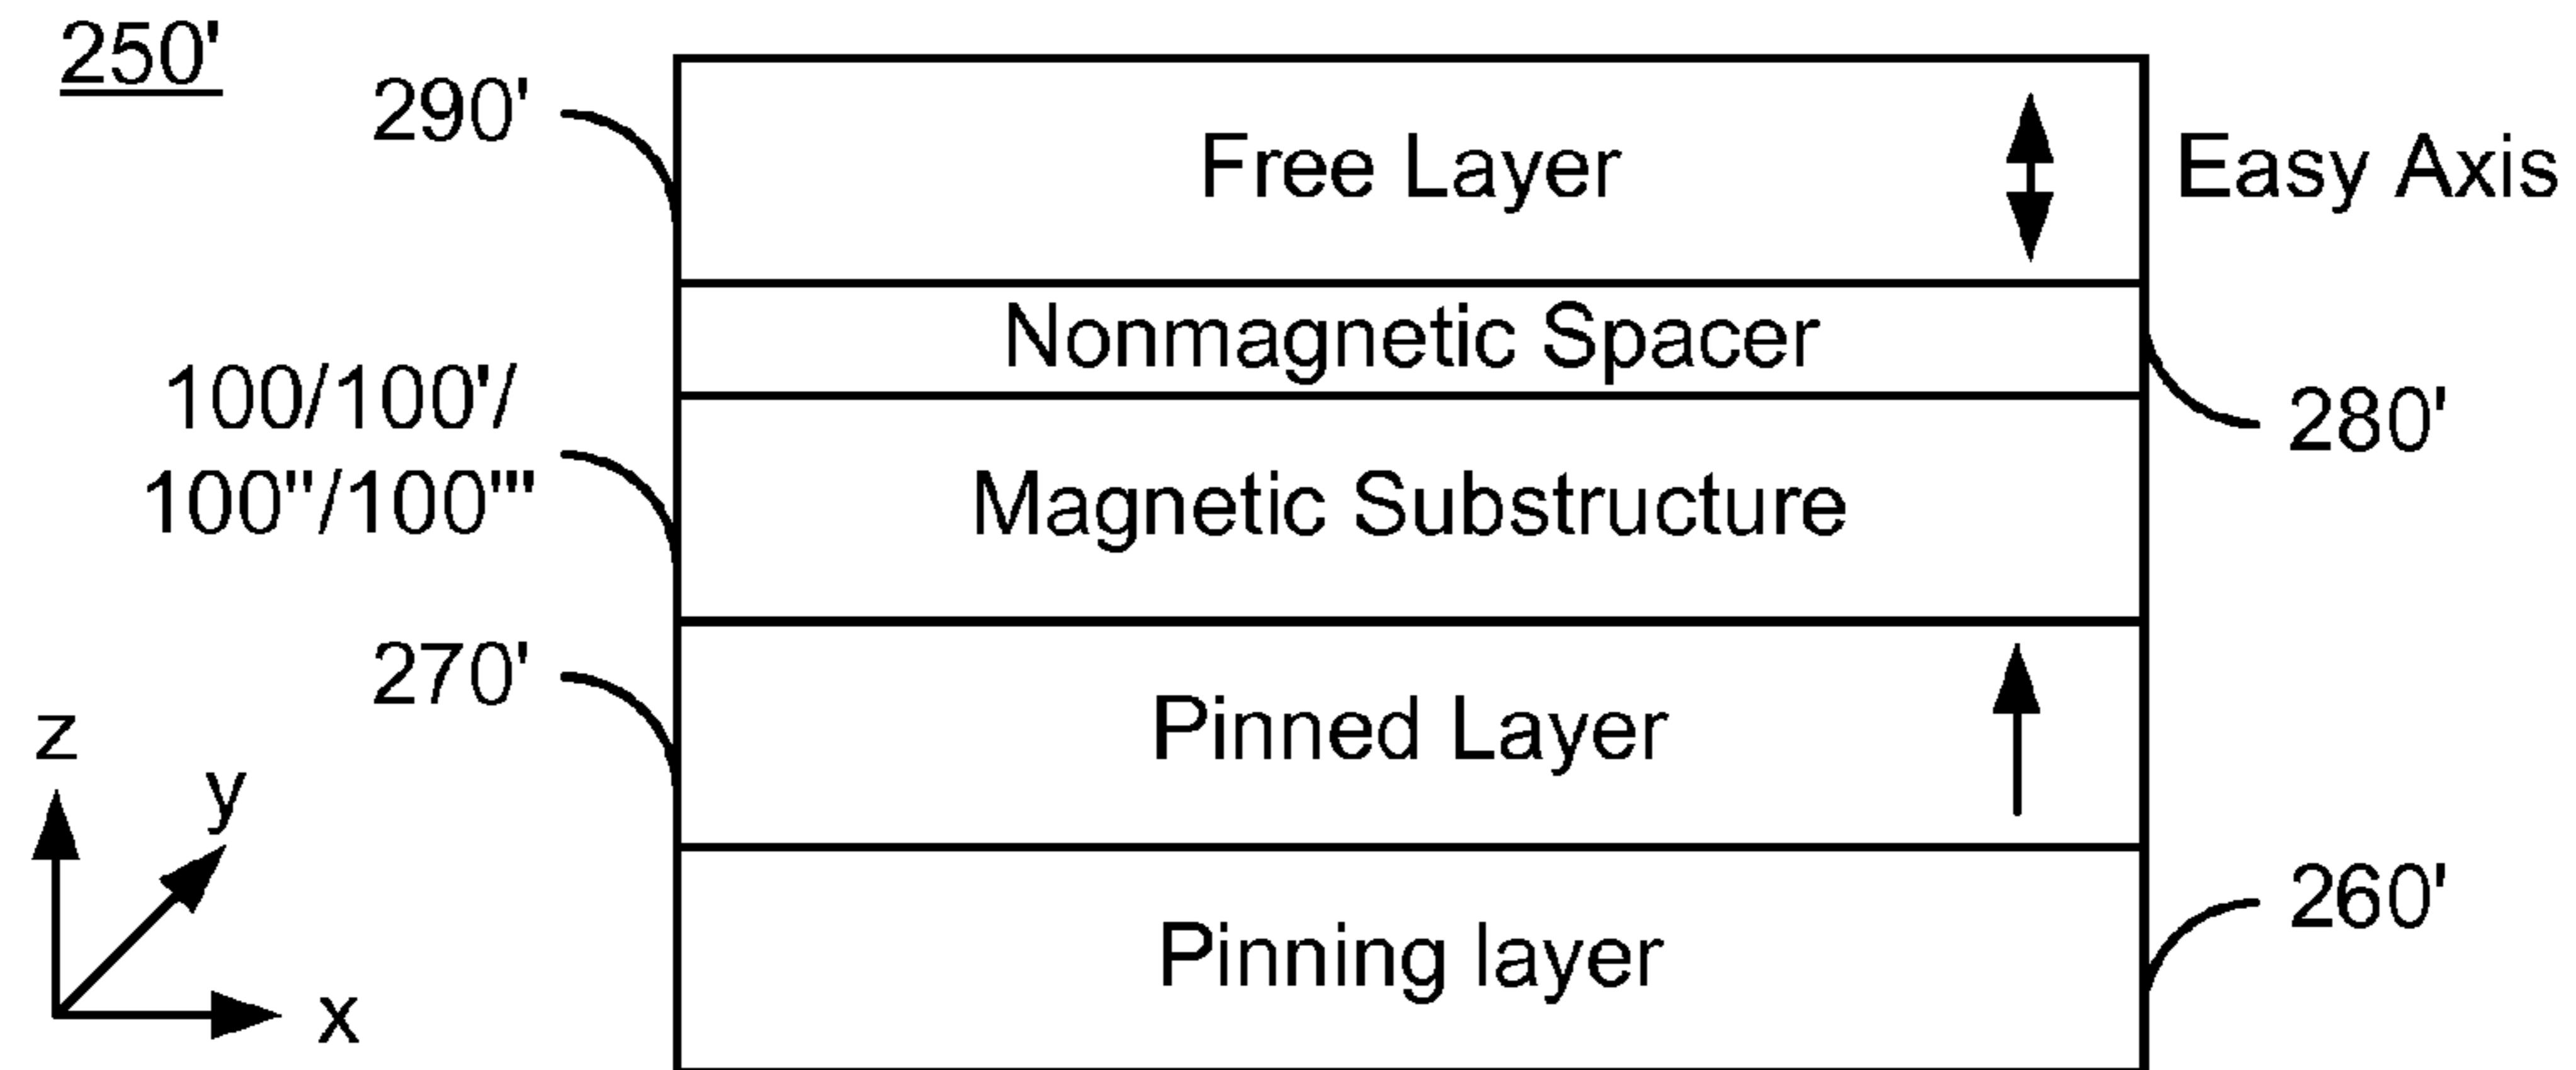 250'
290'
Free Layer
Easy Axis
Nonmagnetic Spacer
280'
100/100'/
100"/100""
Magnetic Substructure
270'
Pinned Layer
z
y
x
260'
Pinning layer